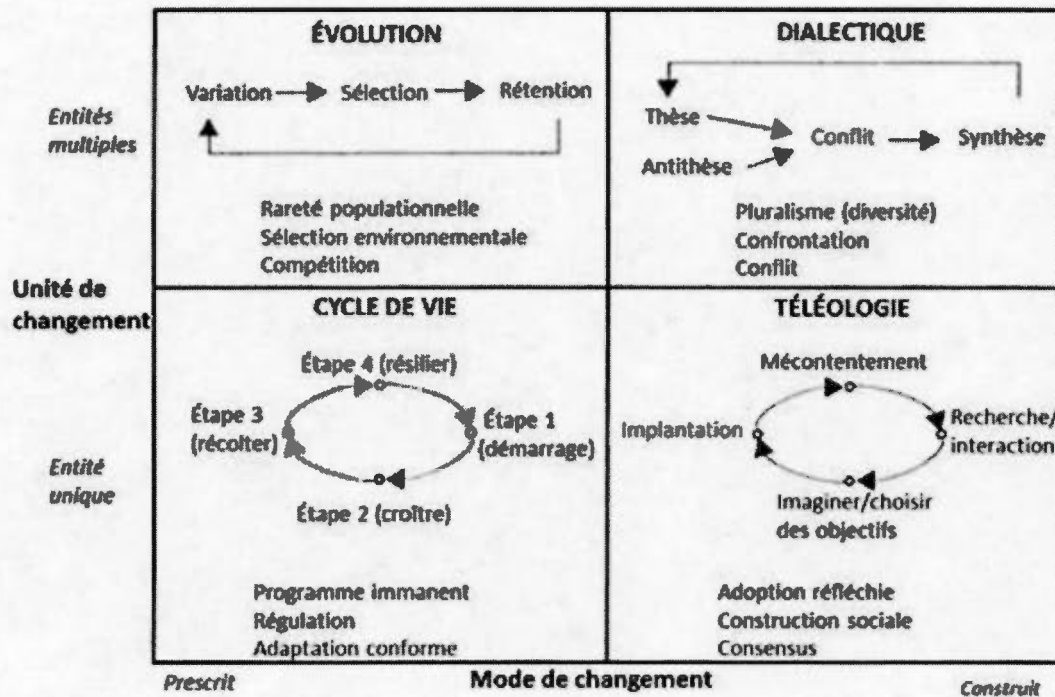 ÉVOLUTION
Variation Sélection Rétention
Rareté populationnelle
Sélection environnementale
Compétition
DIALECTIQUE
Thèse
Antithèse
Conflit
Synthèse
Pluralisme (diversité)
Confrontation
Conflit
Entités
multiples
Unité de
changement
CYCLE DE VIE
Étape 4 (résilier)
Étape 3
(récolter)
Étape 1
(démarrage)
Étape 2 (croître)
Programme immanent
Régulation
Adaptation conforme
TÉLÉOLOGIE
Mécontentement
Implantation
Recherche/
interaction
Imaginer/choisir
des objectifs
Adoption réfléchie
Construction sociale
Consensus
Entité
unique
Prescrit
Mode de changement
Construit